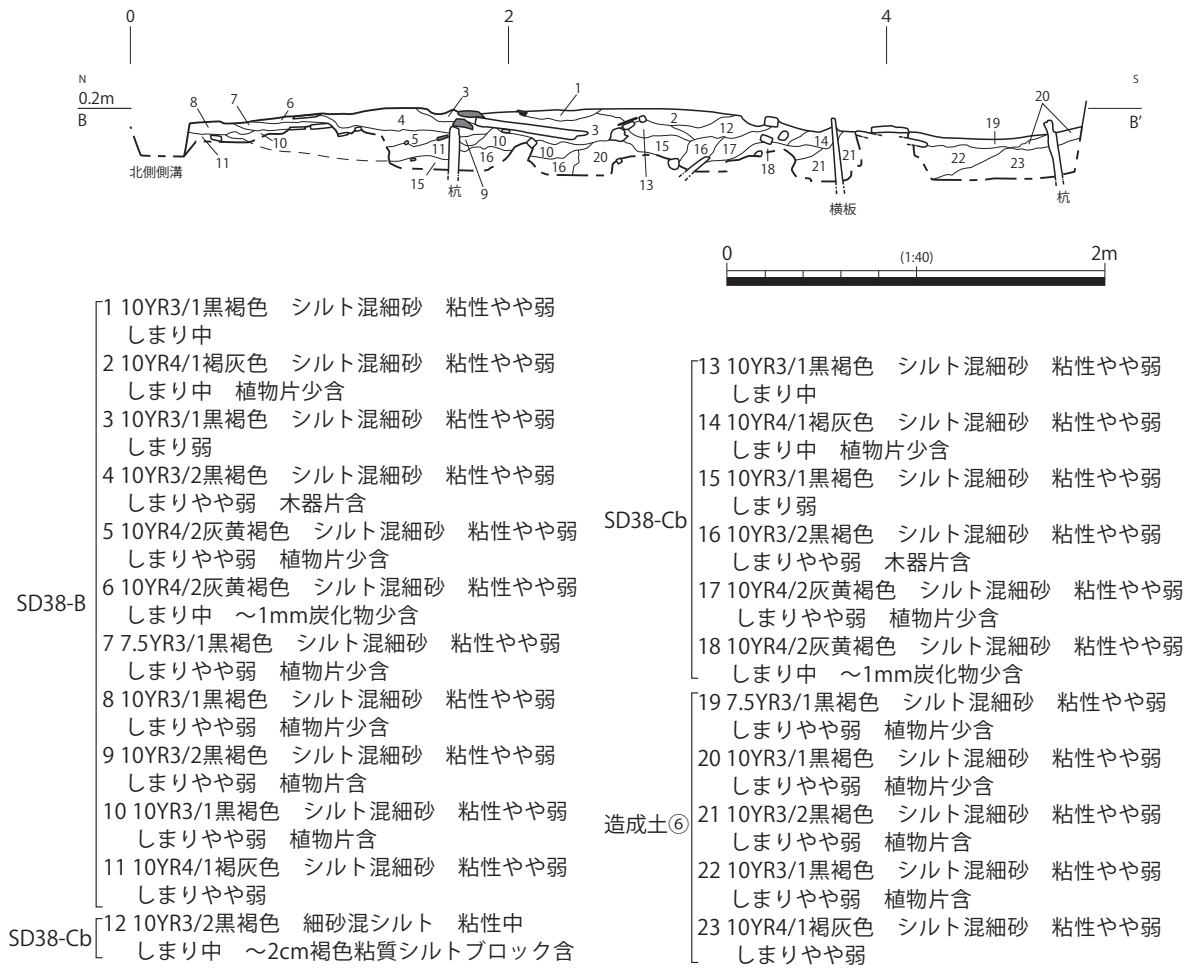 0 2 4
N S
0.2m
B B’
8 7 6 3 1 20
4 3 2 12 19
5 11 10 9 16 15 10 20 16 13 15 16 17 18 14 21 21 22 23
11 10
北側側溝
15 杭 9 13 横板 杭
0 (1:40) 2m
SD38-B
1 10YR3/1黒褐色　シルト混細砂　粘性やや弱
しまり中
2 10YR4/1褐灰色　シルト混細砂　粘性やや弱
しまり中　植物片少含
3 10YR3/1黒褐色　シルト混細砂　粘性やや弱
しまり弱
4 10YR3/2黒褐色　シルト混細砂　粘性やや弱
しまりやや弱　木器片含
5 10YR4/2灰黄褐色　シルト混細砂　粘性やや弱
しまりやや弱　植物片少含
6 10YR4/2灰黄褐色　シルト混細砂　粘性やや弱
しまり中　～1mm炭化物少含
7 7.5YR3/1黒褐色　シルト混細砂　粘性やや弱
しまりやや弱　植物片少含
8 10YR3/1黒褐色　シルト混細砂　粘性やや弱
しまりやや弱　植物片少含
9 10YR3/2黒褐色　シルト混細砂　粘性やや弱
しまりやや弱　植物片含
10 10YR3/1黒褐色　シルト混細砂　粘性やや弱
しまりやや弱　植物片含
11 10YR4/1褐灰色　シルト混細砂　粘性やや弱
しまりやや弱
SD38-Cb
12 10YR3/2黒褐色　細砂混シルト　粘性中
しまり中　～2cm褐色粘質シルトブロック含
SD38-Cb
13 10YR3/1黒褐色　シルト混細砂　粘性やや弱
しまり中
14 10YR4/1褐灰色　シルト混細砂　粘性やや弱
しまり中　植物片少含
15 10YR3/1黒褐色　シルト混細砂　粘性やや弱
しまり弱
16 10YR3/2黒褐色　シルト混細砂　粘性やや弱
しまりやや弱　木器片含
17 10YR4/2灰黄褐色　シルト混細砂　粘性やや弱
しまりやや弱　植物片少含
18 10YR4/2灰黄褐色　シルト混細砂　粘性やや弱
しまり中　～1mm炭化物少含
造成土⑥
19 7.5YR3/1黒褐色　シルト混細砂　粘性やや弱
しまりやや弱　植物片少含
20 10YR3/1黒褐色　シルト混細砂　粘性やや弱
しまりやや弱　植物片少含
21 10YR3/2黒褐色　シルト混細砂　粘性やや弱
しまりやや弱　植物片含
22 10YR3/1黒褐色　シルト混細砂　粘性やや弱
しまりやや弱　植物片含
23 10YR4/1褐灰色　シルト混細砂　粘性やや弱
しまりやや弱